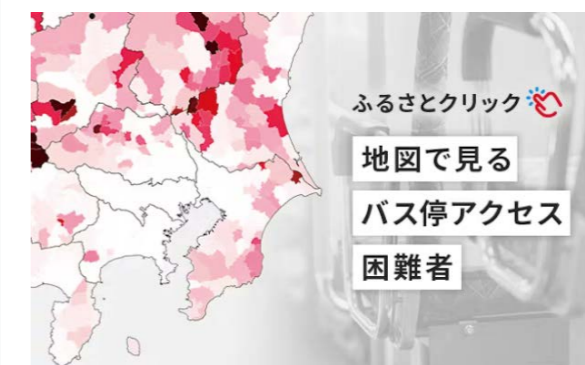 ふるさとクリック
地図で見る
バス停アクセス
困難者